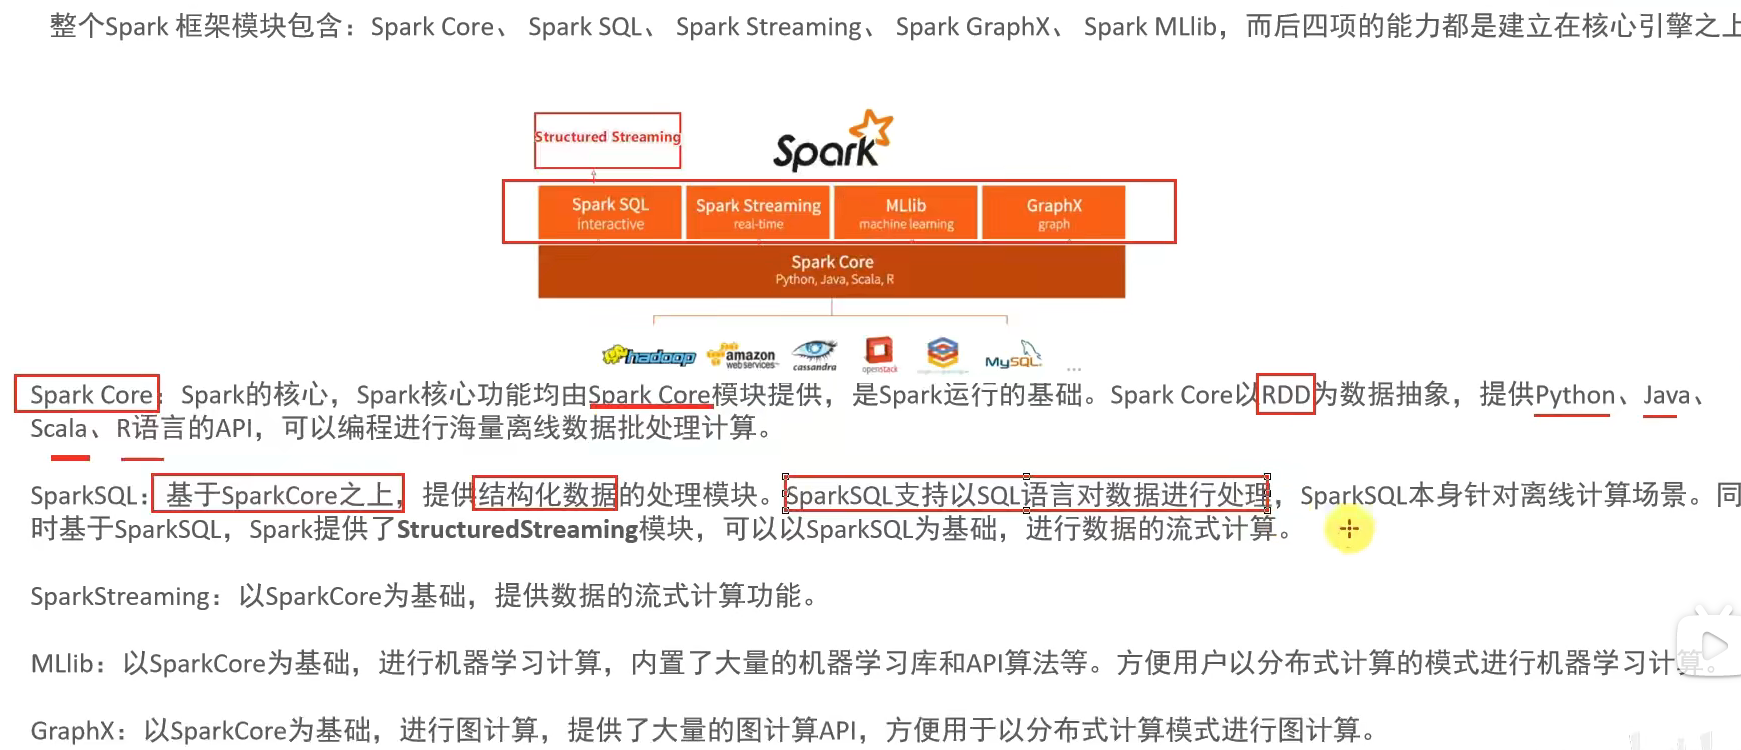 整个Spark 框架模块包含：Spark Core、 Spark SQL、 Spark Streaming、 Spark GraphX、 Spark MLlib，而后四项的能力都是建立在核心引擎之上
Structured Streaming
Spark
Spark SQL
interactive
Spark Streaming
real-time
MLlib
machine learning
GraphX
graph
Spark Core
Python, Java, Scala, R
hadoop
amazon
web services
cassandra
openstack
MySQL
...
Spark Core：Spark的核心，Spark核心功能均由Spark Core模块提供，是Spark运行的基础。Spark Core以RDD为数据抽象，提供Python、Java、
Scala、R语言的API，可以编程进行海量离线数据批处理计算。
SparkSQL：基于SparkCore之上，提供结构化数据的处理模块。SparkSQL支持以SQL语言对数据进行处理，SparkSQL本身针对离线计算场景。同
时基于SparkSQL，Spark提供了StructuredStreaming模块，可以以SparkSQL为基础，进行数据的流式计算。
SparkStreaming：以SparkCore为基础，提供数据的流式计算功能。
MLlib：以SparkCore为基础，进行机器学习计算，内置了大量的机器学习库和API算法等。方便用户以分布式计算的模式进行机器学习计算。
GraphX：以SparkCore为基础，进行图计算，提供了大量的图计算API，方便用于以分布式计算模式进行图计算。